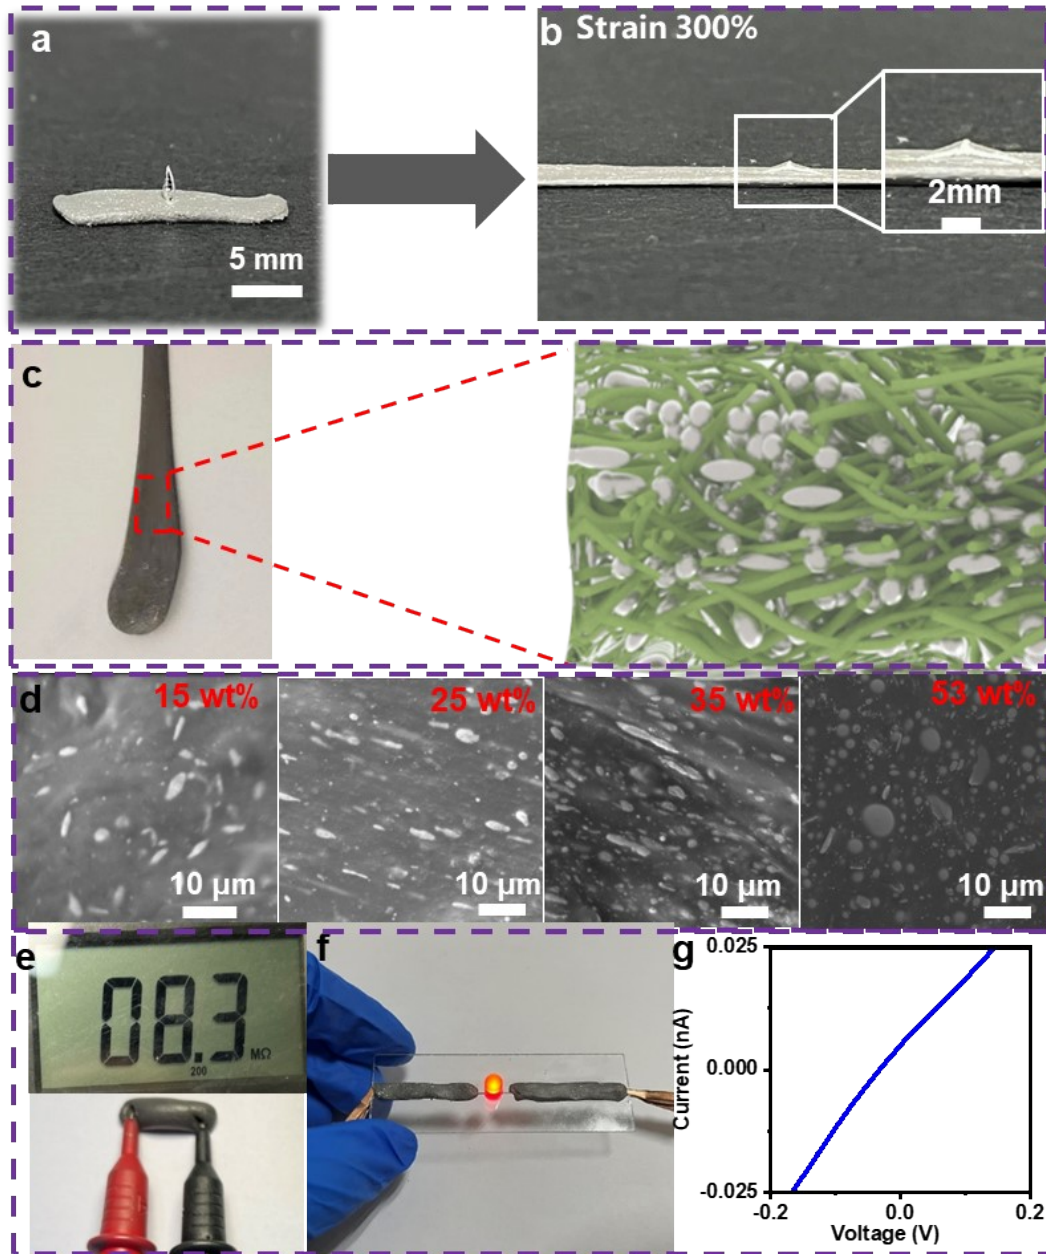 a
5 mm
b Strain 300%
2mm
c
d
15 wt%
25 wt%
35 wt%
53 wt%
10 μm
10 μm
10 μm
10 μm
e
08.3
MΩ
200
f
g
0.025
0.000
-0.025
Current (nA)
-0.2
0.0
0.2
Voltage (V)